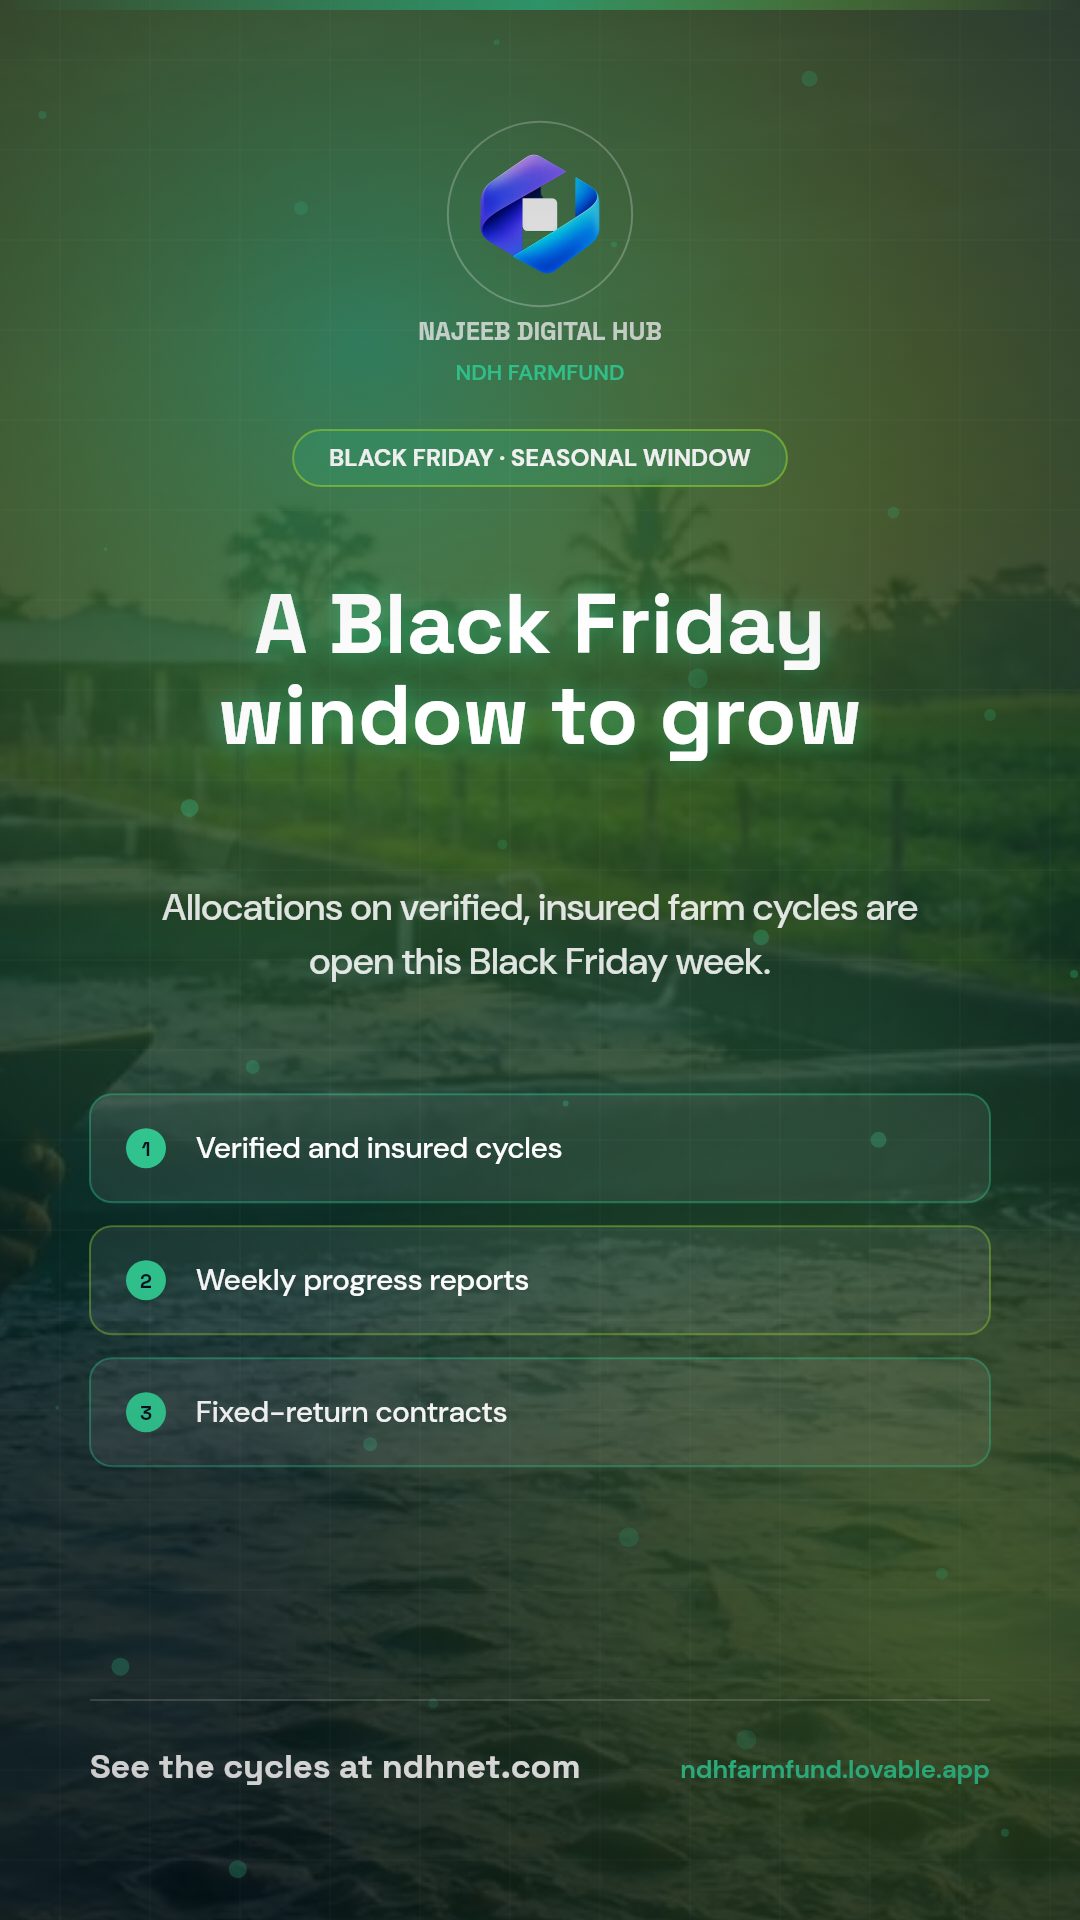 NAJEEB DIGITAL HUB
NDH FARMFUND
BLACK FRIDAY · SEASONAL WINDOW
A Black Friday
window to grow
Allocations on verified, insured farm cycles are
open this Black Friday week.
1 Verified and insured cycles
2 Weekly progress reports
3 Fixed-return contracts
See the cycles at ndhnet.com
ndhfarmfund.lovable.app